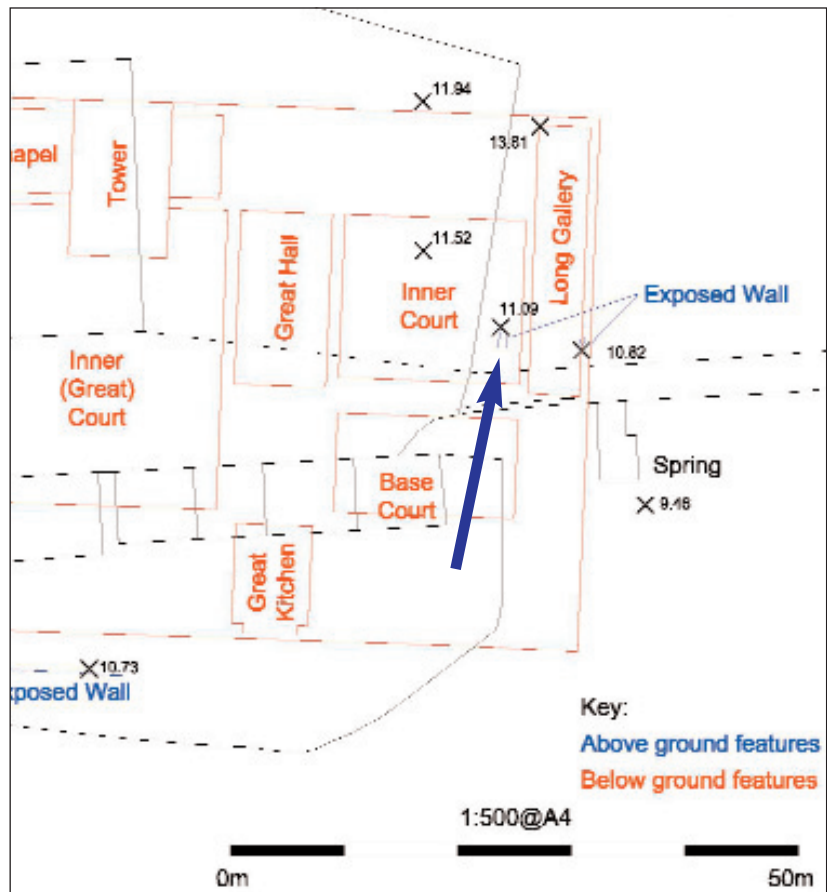 11.94
13.81
apel
Tower
Long Gallery
Great Hall
11.52
Inner
Court
11.09
Exposed Wall
10.82
Inner
(Great)
Court
Spring
Base
Court
9.46
Great
Kitchen
10.73
xposed Wall
Key:
Above ground features
Below ground features
1:500@A4
0m
50m